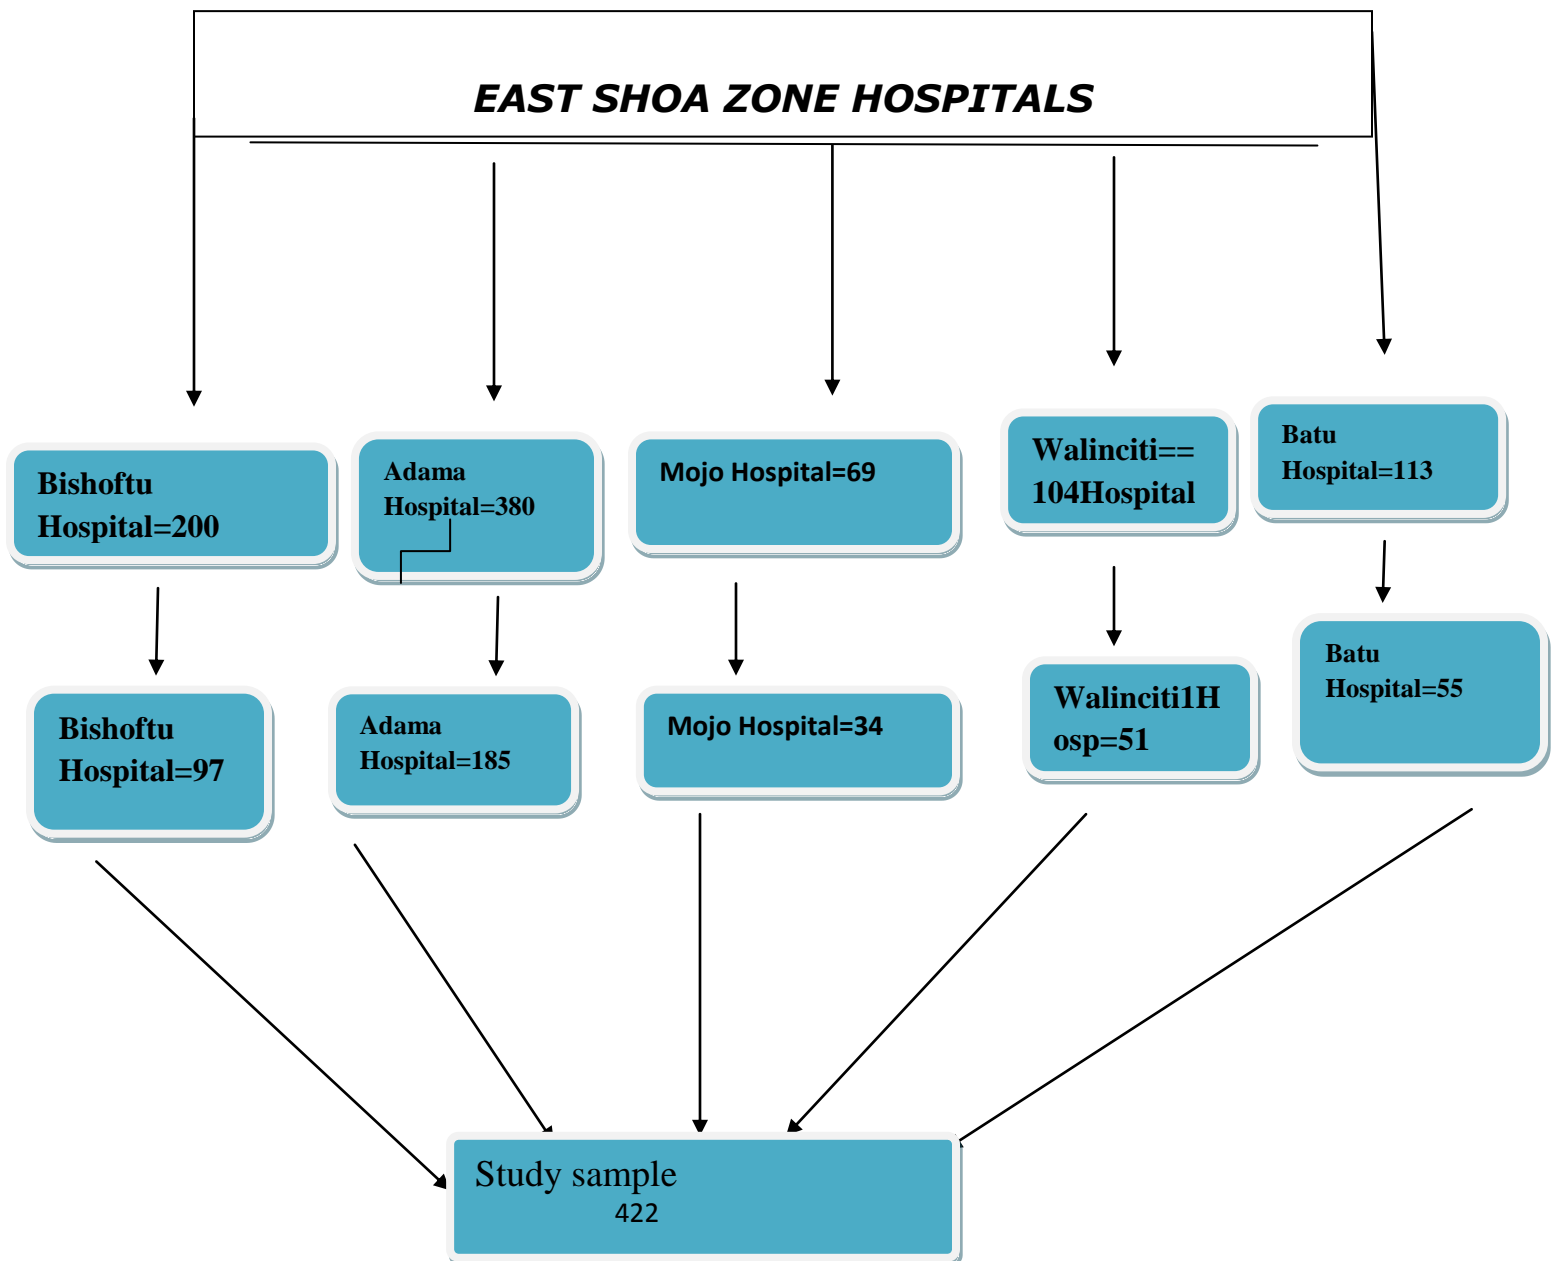 EAST SHOA ZONE HOSPITALS
Bishoftu
Hospital=200
Adama
Hospital=380
Mojo Hospital=69
Walinciti==
104Hospital
Batu
Hospital=113
Bishoftu
Hospital=97
Adama
Hospital=185
Mojo Hospital=34
Walinciti1H
osp=51
Batu
Hospital=55
Study sample
422